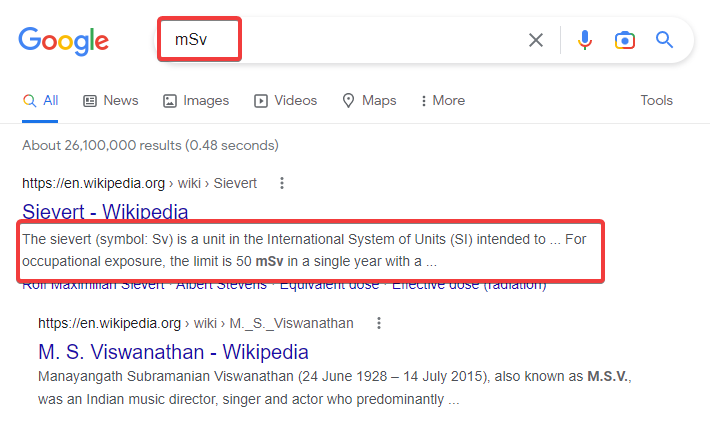 Google
mSv
All News Images Videos Maps More Tools
About 26,100,000 results (0.48 seconds)
https://en.wikipedia.org › wiki › Sievert
Sievert - Wikipedia
The sievert (symbol: Sv) is a unit in the International System of Units (SI) intended to ... For
occupational exposure, the limit is 50 mSv in a single year with a ...
Rolf Maximilian Sievert · Albert Stevens · Equivalent dose · Effective dose (radiation)
https://en.wikipedia.org › wiki › M._S._Viswanathan
M. S. Viswanathan - Wikipedia
Manayangath Subramanian Viswanathan (24 June 1928 – 14 July 2015), also known as M.S.V.,
was an Indian music director, singer and actor who predominantly ...